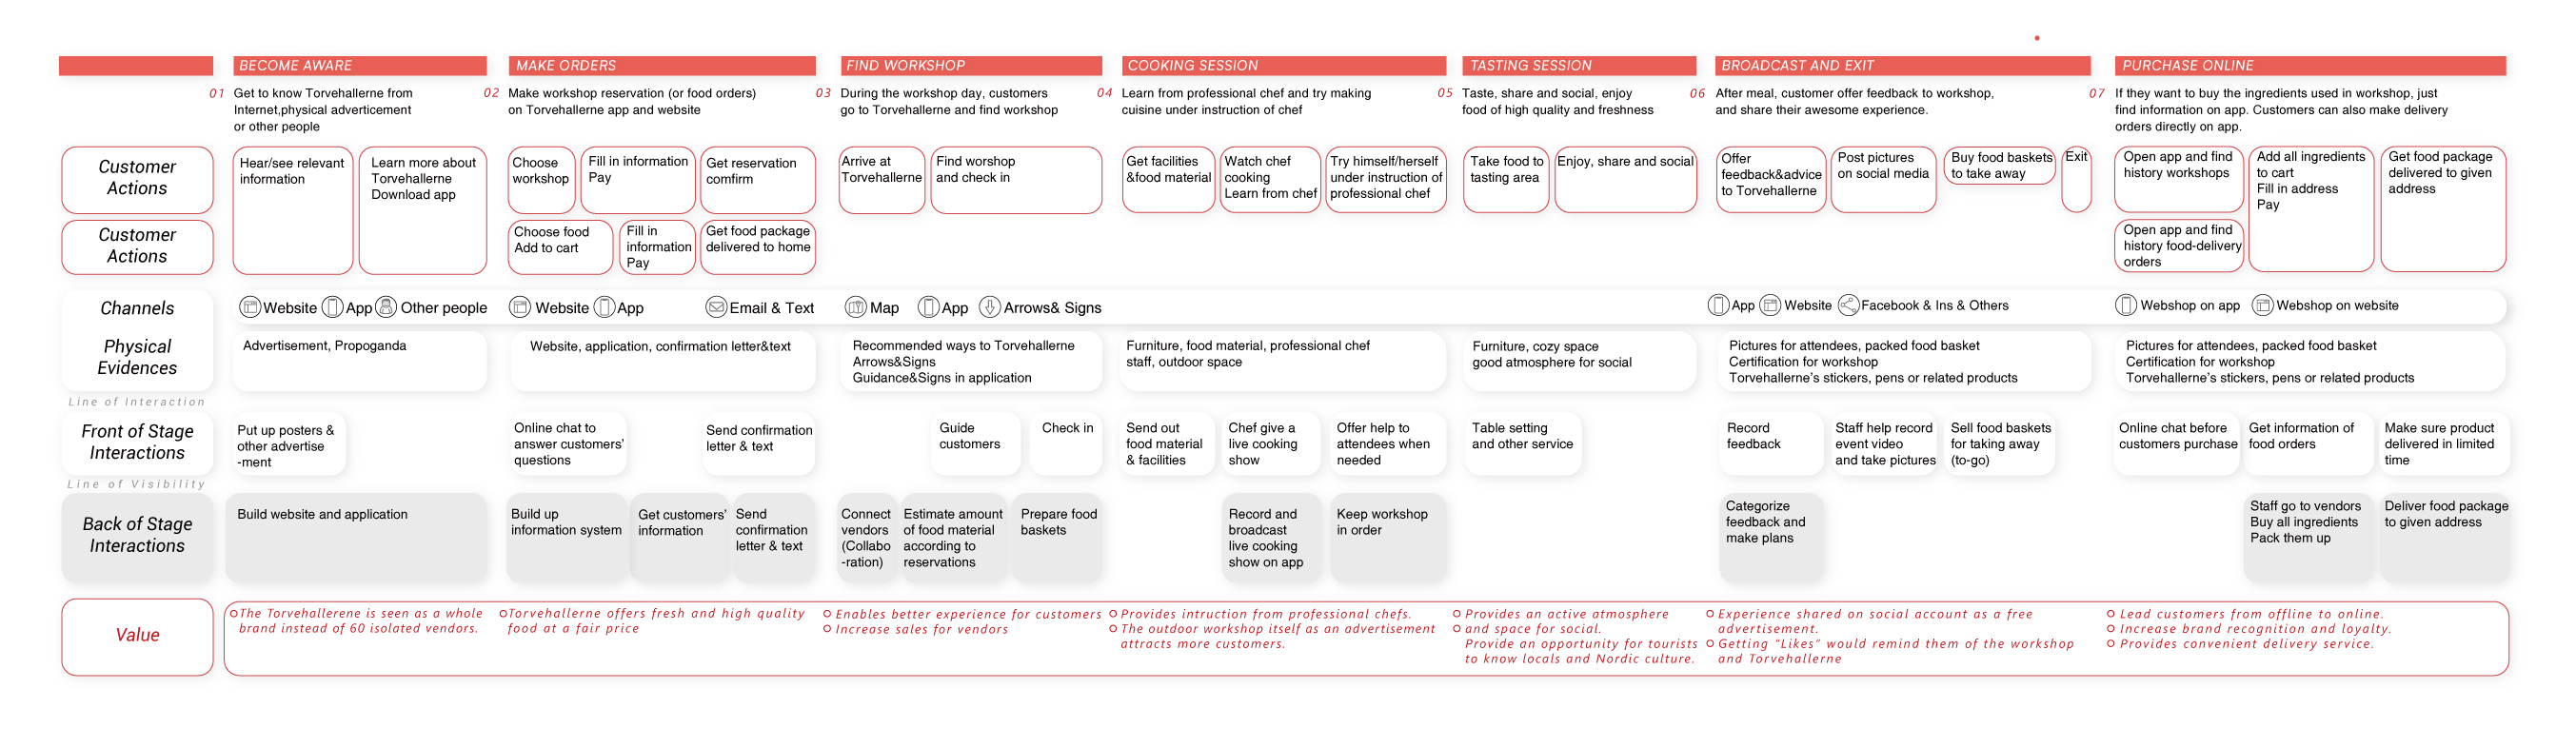 BECOME AWARE
MAKE ORDERS
FIND WORKSHOP
COOKING SESSION
TASTING SESSION
BROADCAST AND EXIT
PURCHASE ONLINE
01
Get to know Torvehallerne from
Internet,physical adverticement
or other people
02
Make workshop reservation (or food orders)
on Torvehallerne app and website
03
During the workshop day, customers
go to Torvehallerne and find workshop
04
Learn from professional chef and try making
cuisine under instruction of chef
05
Taste, share and social, enjoy
food of high quality and freshness
06
After meal, customer offer feedback to workshop,
and share their awesome experience.
07
If they want to buy the ingredients used in workshop, just
find information on app. Customers can also make delivery
orders directly on app.
Customer
Actions
Hear/see relevant
information
Learn more about
Torvehallerne
Download app
Choose
workshop
Fill in information
Pay
Get reservation
comfirm
Arrive at
Torvehallerne
Find worshop
and check in
Get facilities
&food material
Watch chef
cooking
Learn from chef
Try himself/herself
under instruction of
professional chef
Take food to
tasting area
Enjoy, share and social
Offer
feedback&advice
to Torvehallerne
Post pictures
on social media
Buy food baskets
to take away
Exit
Open app and find
history workshops
Add all ingredients
to cart
Fill in address
Pay
Get food package
delivered to given
address
Customer
Actions
Choose food
Add to cart
Fill in
information
Pay
Get food package
delivered to home
Open app and find
history food-delivery
orders
Channels
Website
App
Other people
Website
App
Email & Text
Map
App
Arrows& Signs
App
Website
Facebook & Ins & Others
Webshop on app
Webshop on website
Physical
Evidences
Advertisement, Propoganda
Website, application, confirmation letter&text
Recommended ways to Torvehallerne
Arrows&Signs
Guidance&Signs in application
Furniture, food material, professional chef
staff, outdoor space
Furniture, cozy space
good atmosphere for social
Pictures for attendees, packed food basket
Certification for workshop
Torvehallerne's stickers, pens or related products
Pictures for attendees, packed food basket
Certification for workshop
Torvehallerne's stickers, pens or related products
Line of Interaction
Front of Stage
Interactions
Put up posters &
other advertise
-ment
Online chat to
answer customers'
questions
Send confirmation
letter & text
Guide
customers
Check in
Send out
food material
& facilities
Chef give a
live cooking
show
Offer help to
attendees when
needed
Table setting
and other service
Record
feedback
Staff help record
event video
and take pictures
Sell food baskets
for taking away
(to-go)
Online chat before
customers purchase
Get information of
food orders
Make sure product
delivered in limited
time
Line of Visibility
Back of Stage
Interactions
Build website and application
Build up
information system
Get customers'
information
Send
confirmation
letter & text
Connect
vendors
(Collabo
-ration)
Estimate amount
of food material
according to
reservations
Prepare food
baskets
Record and
broadcast
live cooking
show on app
Keep workshop
in order
Categorize
feedback and
make plans
Staff go to vendors
Buy all ingredients
Pack them up
Deliver food package
to given address
Value
The Torvehallerene is seen as a whole
brand instead of 60 isolated vendors.
Torvehallerne offers fresh and high quality
food at a fair price
Enables better experience for customers
Increase sales for vendors
Provides intruction from professional chefs.
The outdoor workshop itself as an advertisement
attracts more customers.
Provides an active atmosphere
and space for social.
Provide an opportunity for tourists
to know locals and Nordic culture.
Experience shared on social account as a free
advertisement.
Getting "Likes" would remind them of the workshop
and Torvehallerne
Lead customers from offline to online.
Increase brand recognition and loyalty.
Provides convenient delivery service.